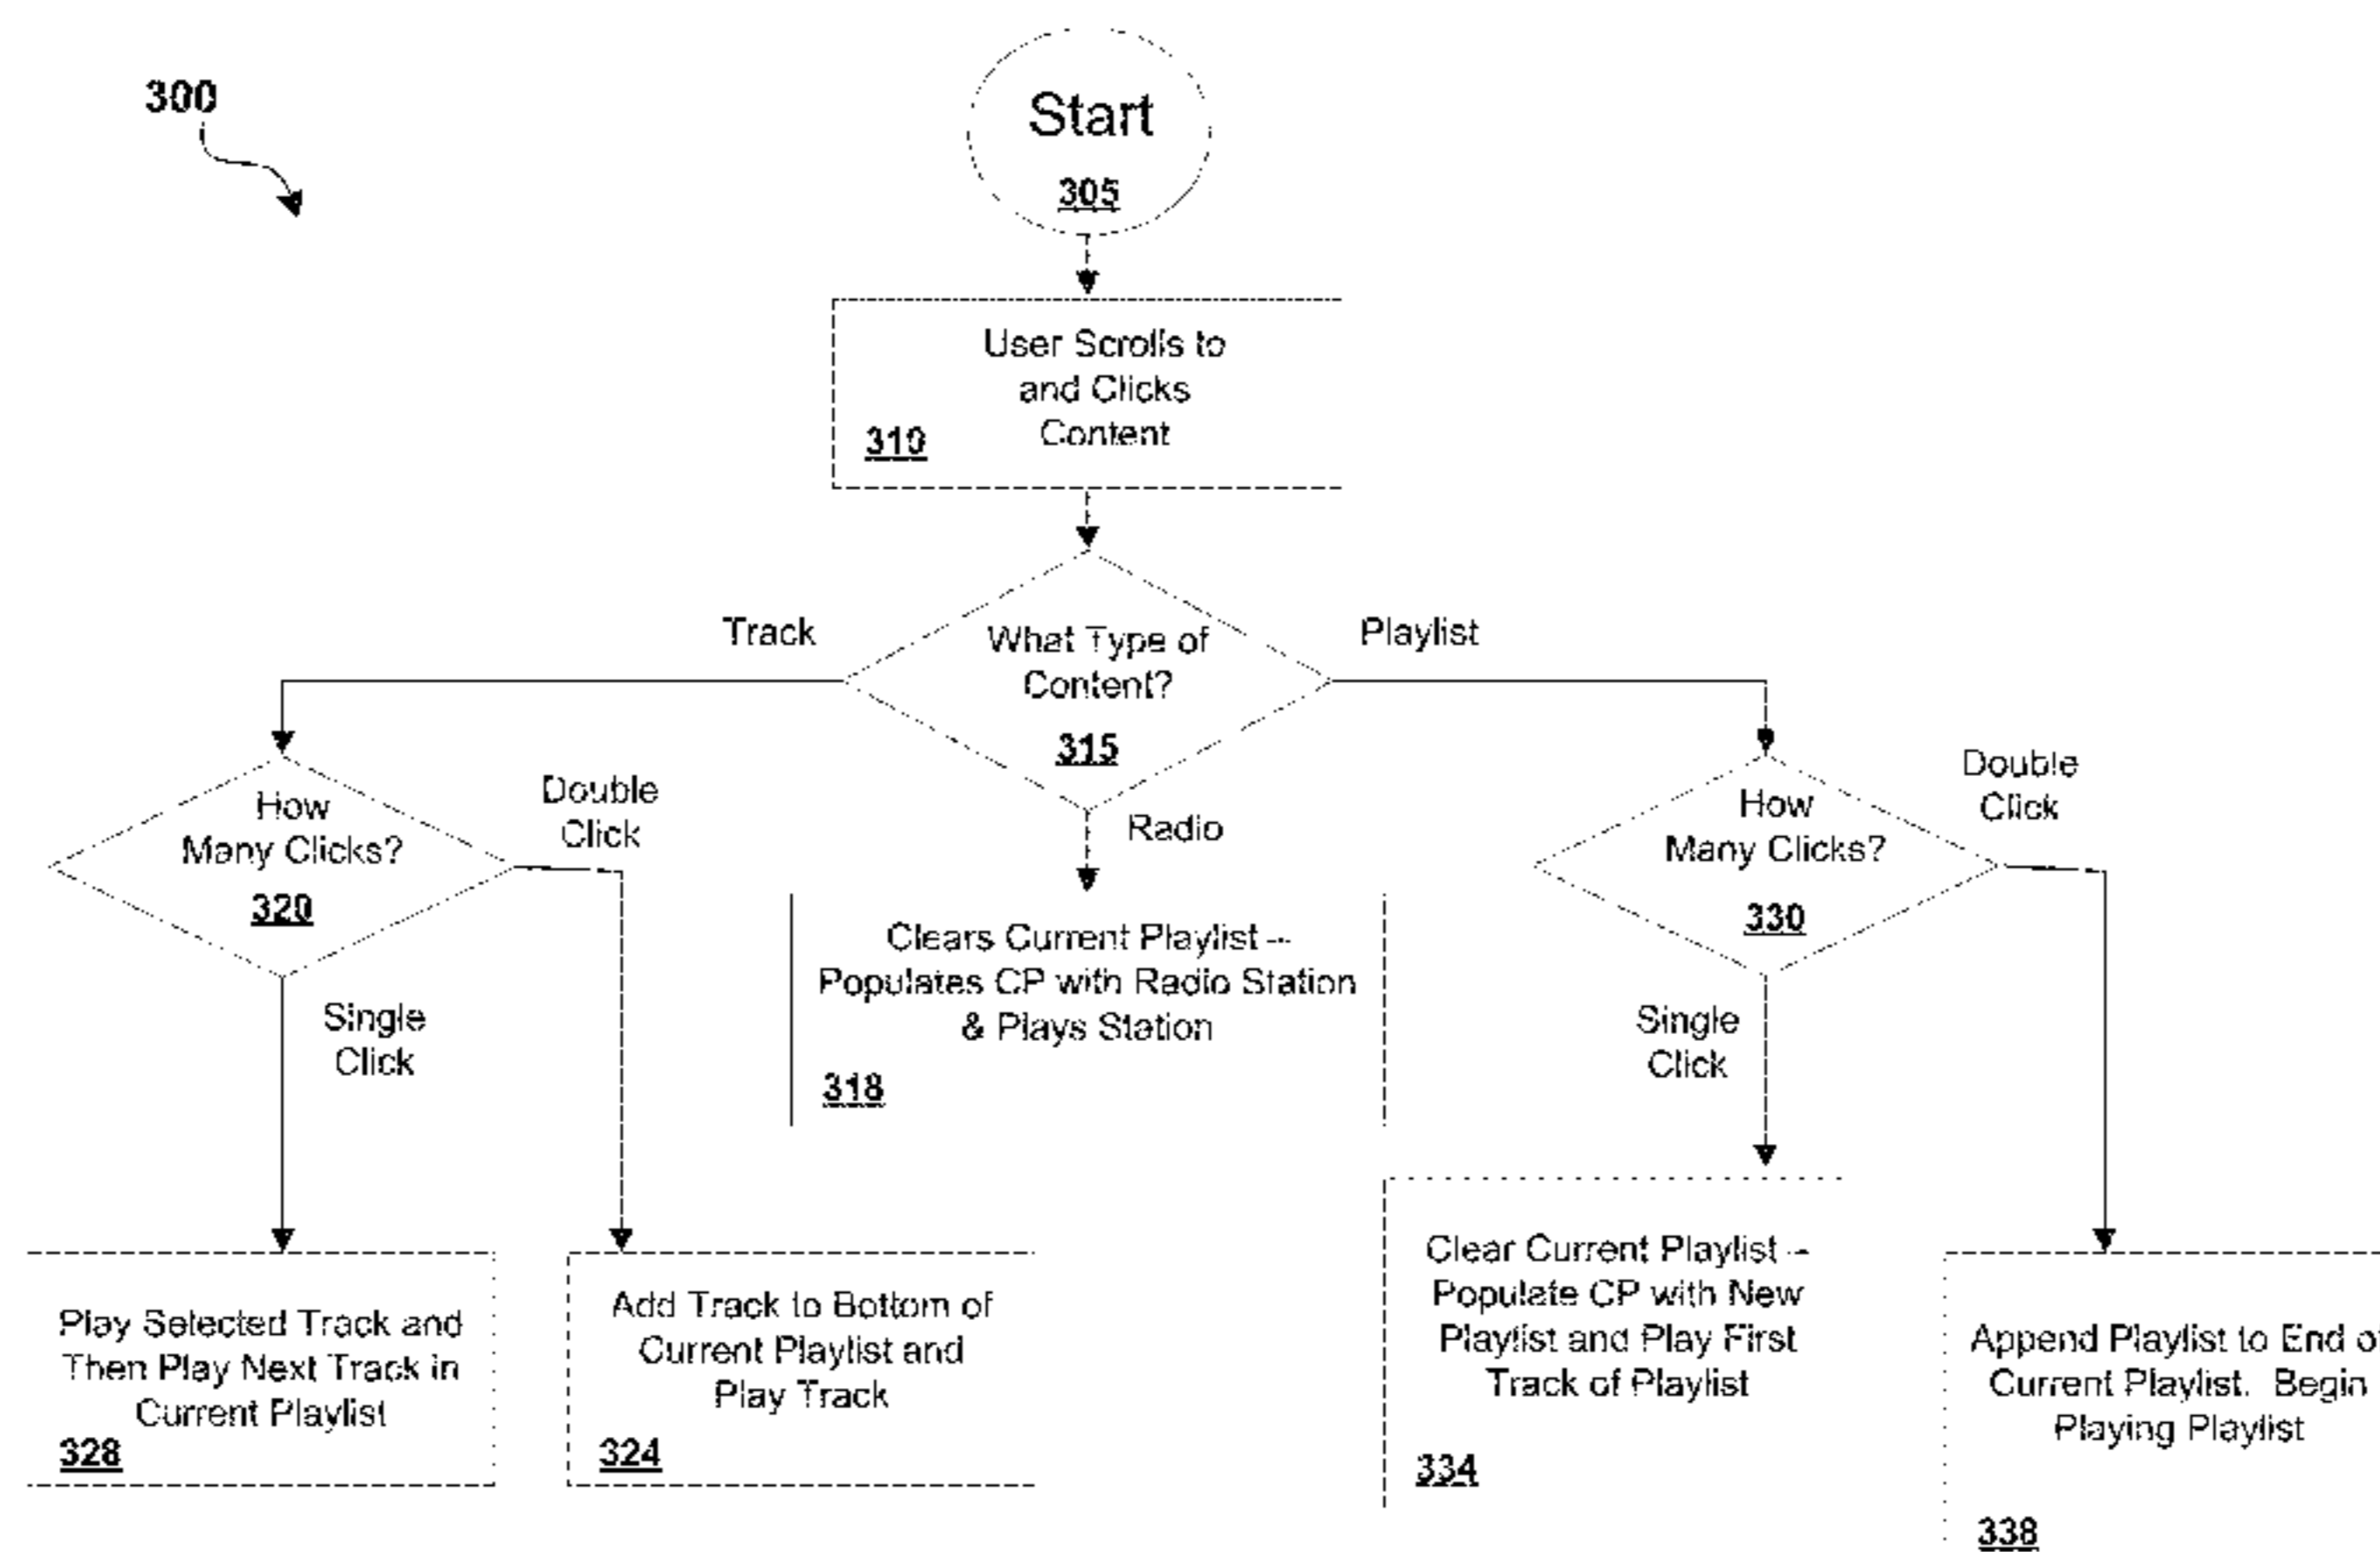 300
Start
305
User Scrolls to
and Clicks
Content
310
Track
What Type of
Content?
315
Playlist
Radio
How
Many Clicks?
320
Double
Click
Single
Click
Clears Current Playlist --
Populates CP with Radio Station
& Plays Station
318
How
Many Clicks?
330
Double
Click
Single
Click
Play Selected Track and
Then Play Next Track in
Current Playlist
328
Add Track to Bottom of
Current Playlist and
Play Track
324
Clear Current Playlist --
Populate CP with New
Playlist and Play First
Track of Playlist
334
Append Playlist to End of
Current Playlist. Begin
Playing Playlist
338